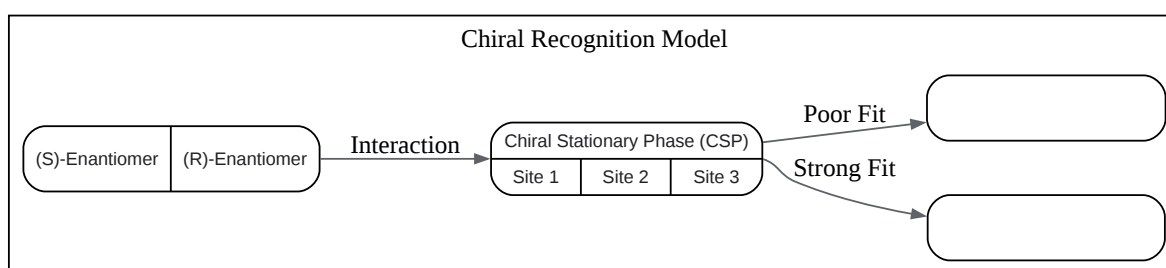 Chiral Recognition Model
(S)-Enantiomer
(R)-Enantiomer
Interaction
Chiral Stationary Phase (CSP)
Site 1
Site 2
Site 3
Poor Fit
Strong Fit